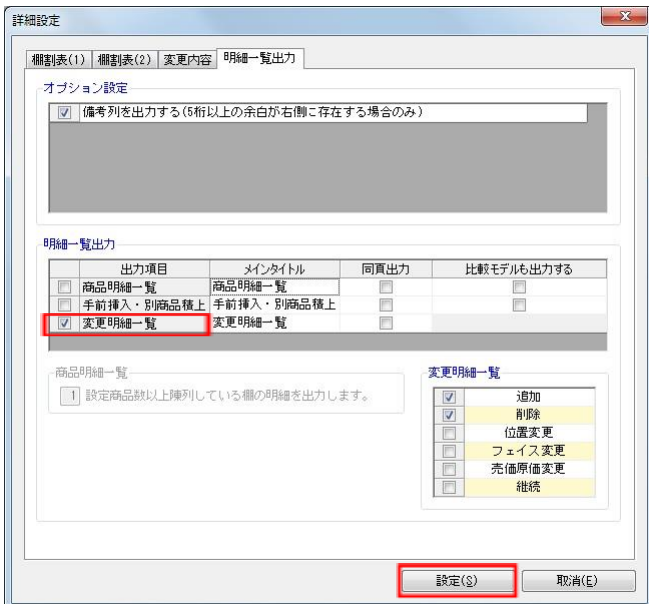 詳細設定
棚割表(1) 棚割表(2) 変更内容 明細一覧出力
オプション設定
備考列を出力する(5桁以上の余白が右側に存在する場合のみ)
明細一覧出力
出力項目 メインタイトル 同頁出力 比較モデルも出力する
商品明細一覧 商品明細一覧
手前挿入・別商品積上 手前挿入・別商品積上
変更明細一覧 変更明細一覧
商品明細一覧
1 設定商品数以上陳列している棚の明細を出力します。
変更明細一覧
追加
削除
位置変更
フェイス変更
売価原価変更
継続
設定(S) 取消(E)